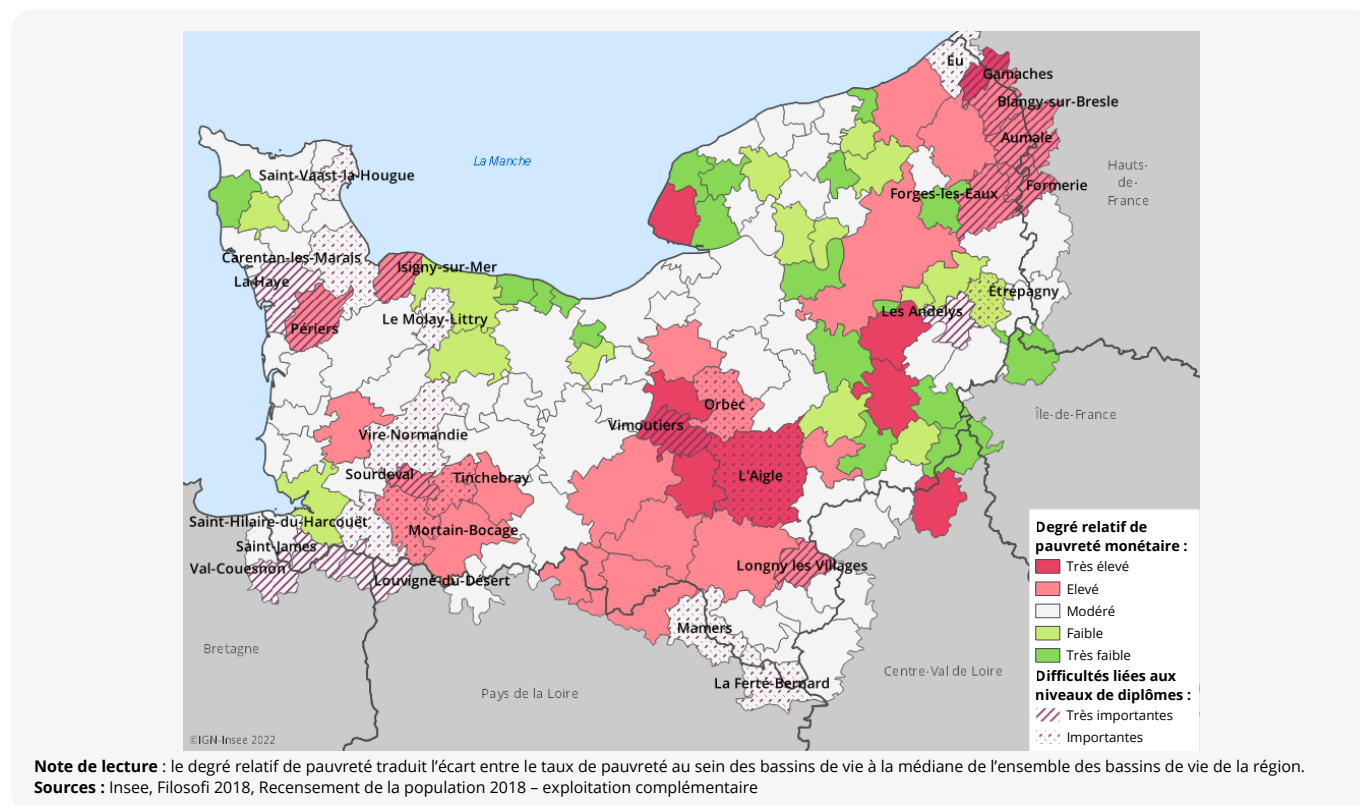 Eu
Gamaches
Blangy-sur-Bresle
Aumale
La Manche
Hauts-
de-
France
Saint-Vaast-la-Hougue
Formerie
Forges-les-Eaux
Carentan-les-Marais
Isigny-sur-Mer
La Haye
Étrépagny
Les Andelys
Le Molay-Littry
Périers
Orbec
Île-de-France
Vimoutiers
Vire Normandie
Sourdeval
Tinchebray
L'Aigle
Saint-Hilaire-du-Harcouët
Mortain-Bocage
Saint-James
Val-Couesnon
Longny les Villages
Louvigné-du-Désert
Mamers
Bretagne
Centre-Val de Loire
La Ferté-Bernard
Pays de la Loire
©IGN-Insee 2022
Degré relatif de
pauvreté monétaire :
Très élevé
Elevé
Modéré
Faible
Très faible
Difficultés liées aux
niveaux de diplômes :
Très importantes
Importantes
Note de lecture : le degré relatif de pauvreté traduit l’écart entre le taux de pauvreté au sein des bassins de vie à la médiane de l’ensemble des bassins de vie de la région.
Sources : Insee, Filosofi 2018, Recensement de la population 2018 – exploitation complémentaire